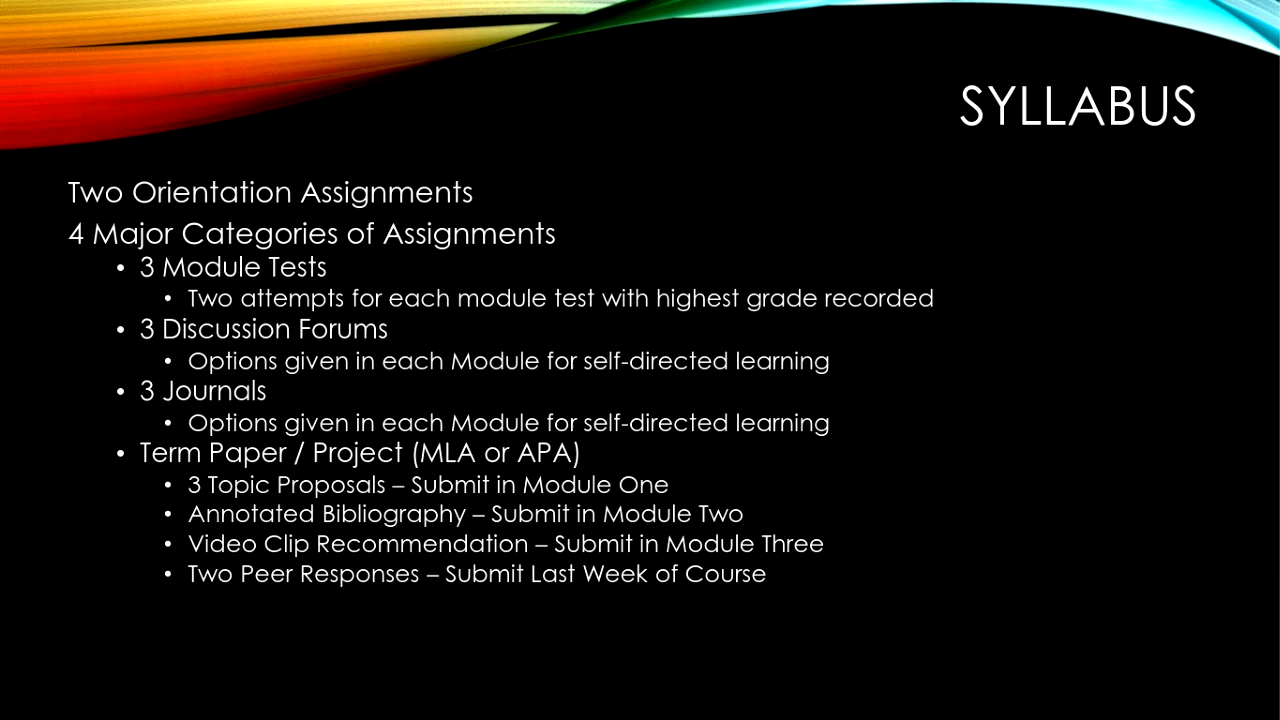 SYLLABUS
Two Orientation Assignments
4 Major Categories of Assignments
• 3 Module Tests
• Two attempts for each module test with highest grade recorded
• 3 Discussion Forums
• Options given in each Module for self-directed learning
• 3 Journals
• Options given in each Module for self-directed learning
• Term Paper / Project (MLA or APA)
• 3 Topic Proposals – Submit in Module One
• Annotated Bibliography – Submit in Module Two
• Video Clip Recommendation – Submit in Module Three
• Two Peer Responses – Submit Last Week of Course